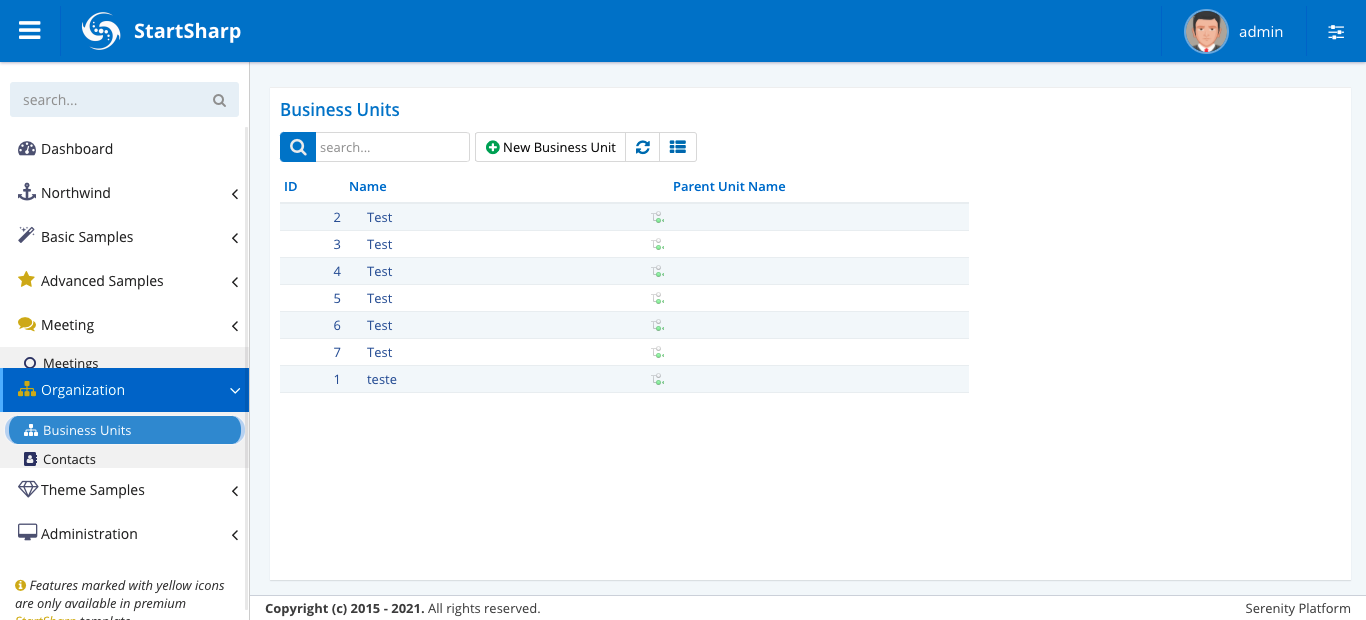 StartSharp
admin
search...
Dashboard
Northwind
Basic Samples
Advanced Samples
Meeting
Meetings
Organization
Business Units
Contacts
Theme Samples
Administration
Features marked with yellow icons
are only available in premium
StartSharp template
Business Units
search...
New Business Unit
ID Name Parent Unit Name
2 Test
3 Test
4 Test
5 Test
6 Test
7 Test
1 teste
Copyright (c) 2015 - 2021. All rights reserved.
Serenity Platform